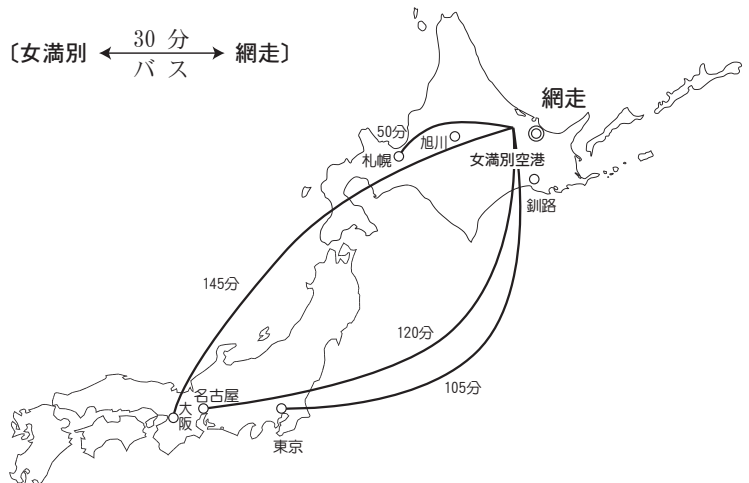 〔女満別 30 分 網走〕
バ ス
網走
50分
旭川
札幌
女満別空港
釧路
145分
120分
105分
名古屋
大阪
東京